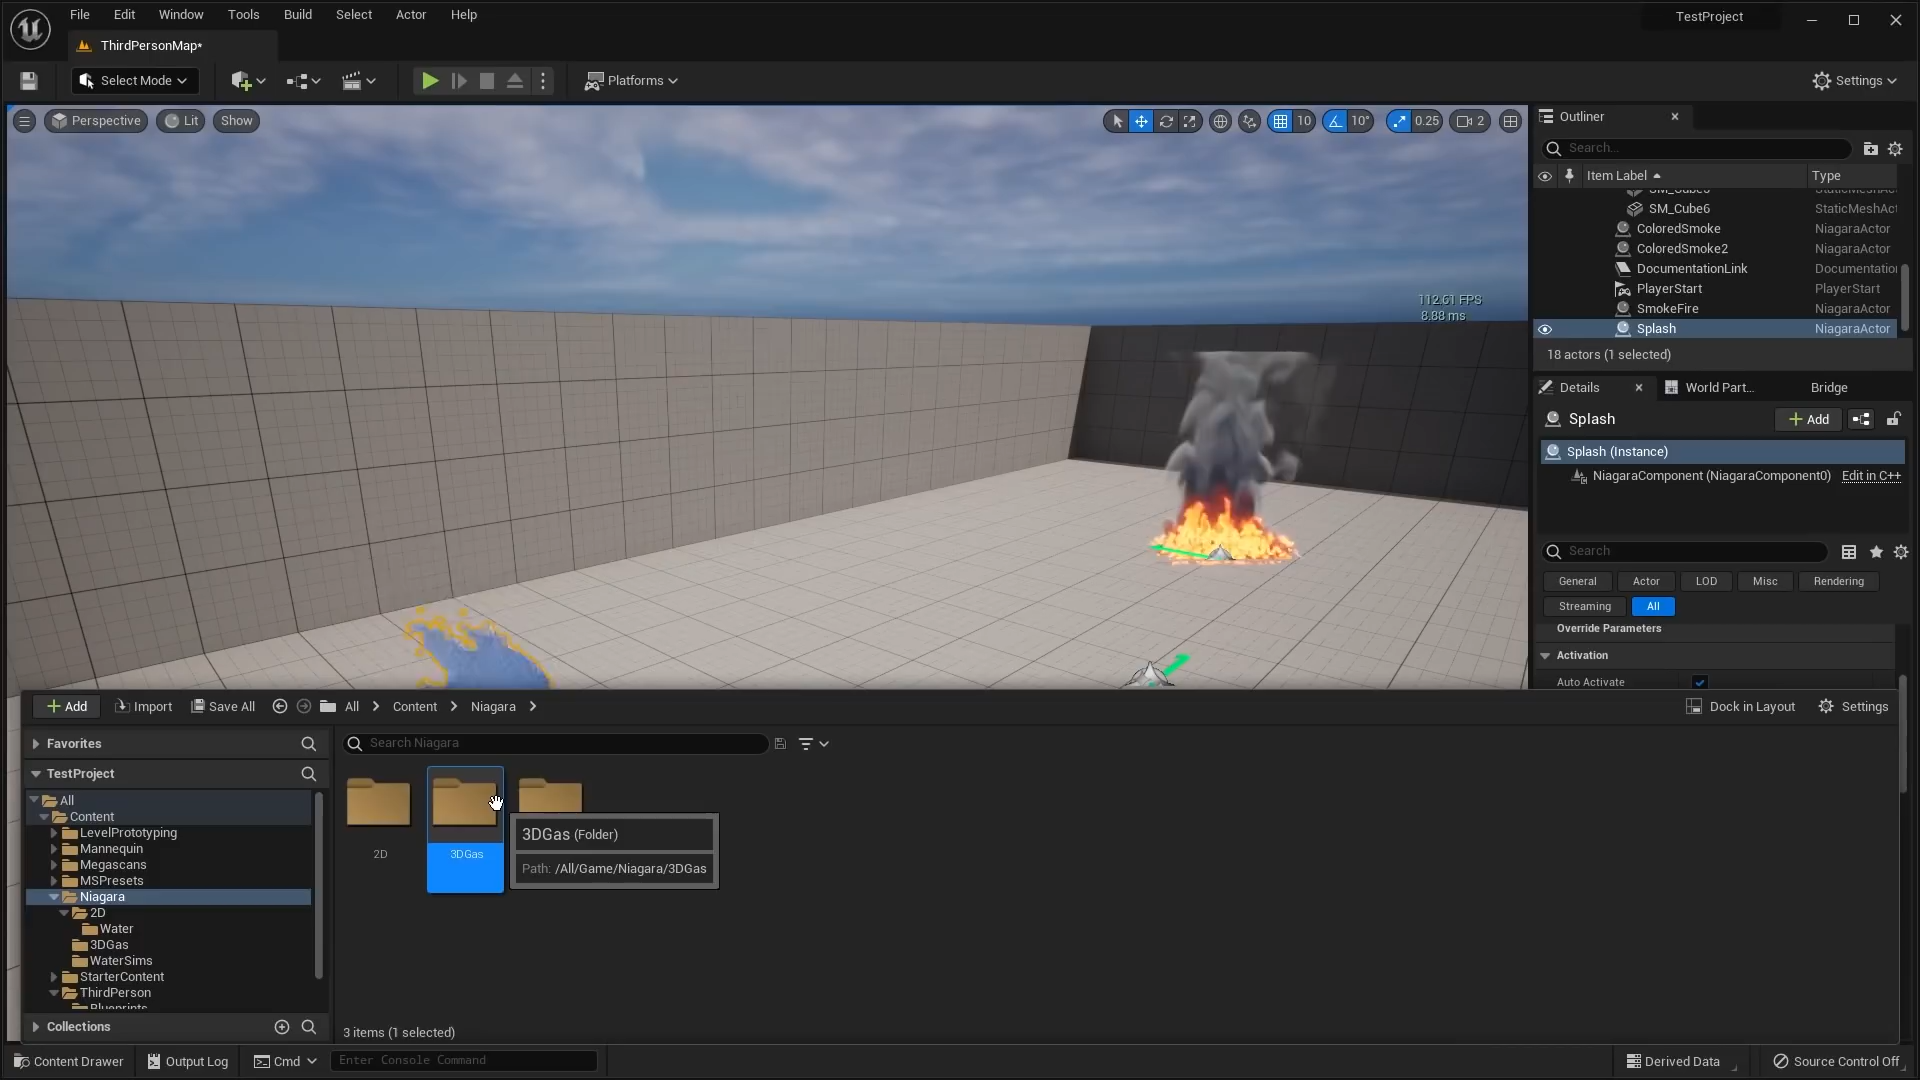 File Edit Window Tools Build Select Actor Help
TestProject
ThirdPersonMap*
Select Mode
Platforms
Settings
Perspective Lit Show
10 10° 0.25 2
112.61 FPS
8.88 ms
Outliner
Search...
Item Label Type
SM_Cube6 StaticMeshAct
ColoredSmoke NiagaraActor
ColoredSmoke2 NiagaraActor
DocumentationLink Documentation
PlayerStart PlayerStart
SmokeFire NiagaraActor
Splash NiagaraActor
18 actors (1 selected)
Details World Part... Bridge
Splash Add
Splash (Instance)
NiagaraComponent (NiagaraComponent0) Edit in C++
Search
General Actor LOD Misc Rendering
Streaming All
Override Parameters
Activation
Auto Activate
Add Import Save All All Content Niagara
Dock in Layout Settings
Favorites
Search Niagara
TestProject
All
Content
LevelPrototyping
Mannequin
Megascans
MSPresets
Niagara
2D
Water
3DGas
WaterSims
StarterContent
ThirdPerson
Blueprints
Collections
2D
3DGas
3DGas (Folder)
Path: /All/Game/Niagara/3DGas
3 items (1 selected)
Content Drawer Output Log Cmd Enter Console Command
Derived Data Source Control Off